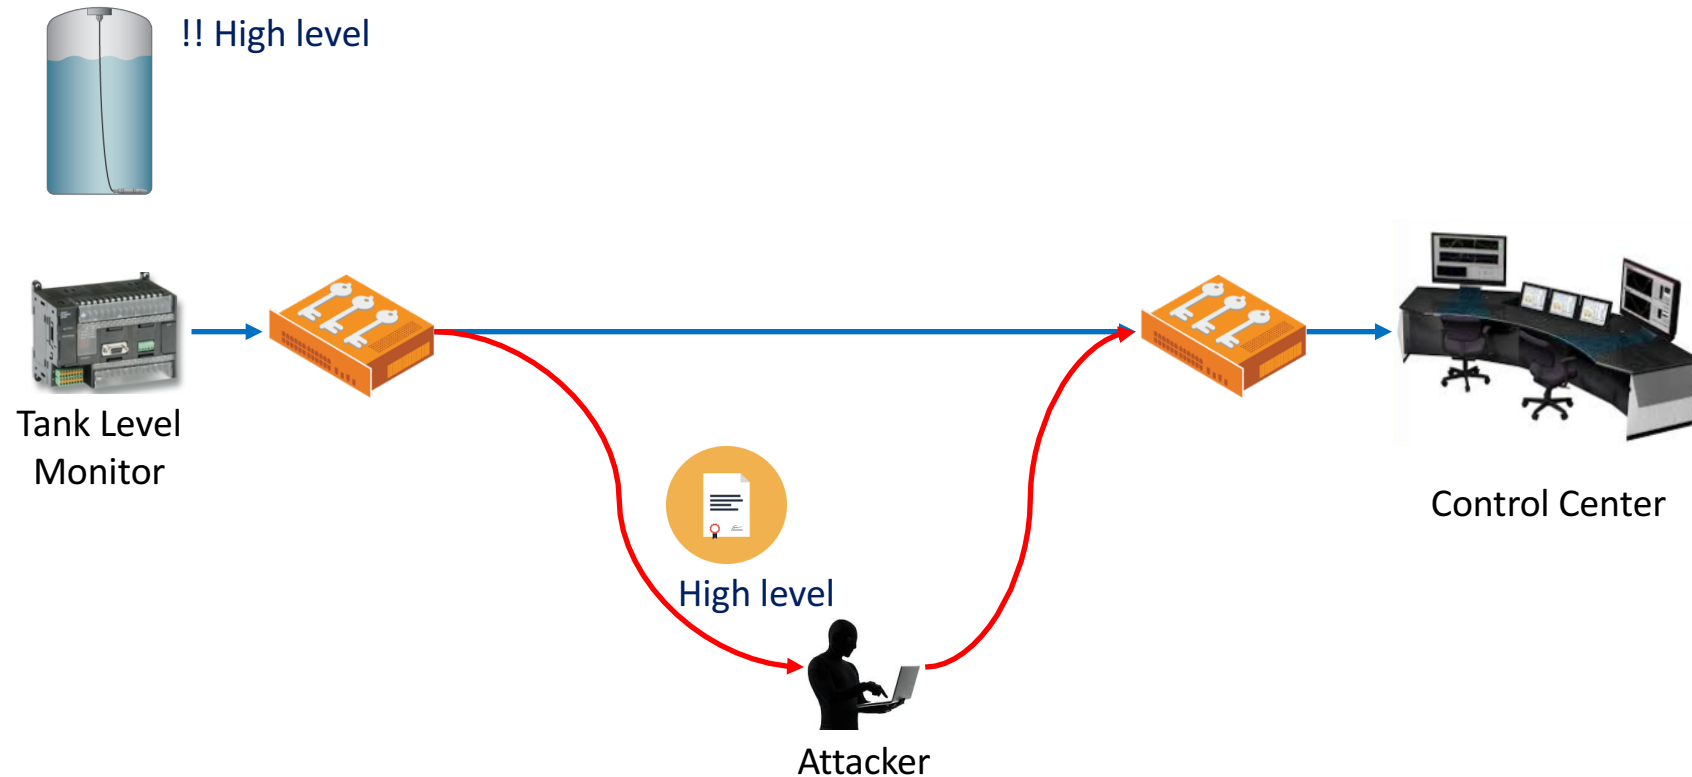 !! High level
Tank Level
Monitor
High level
Control Center
Attacker